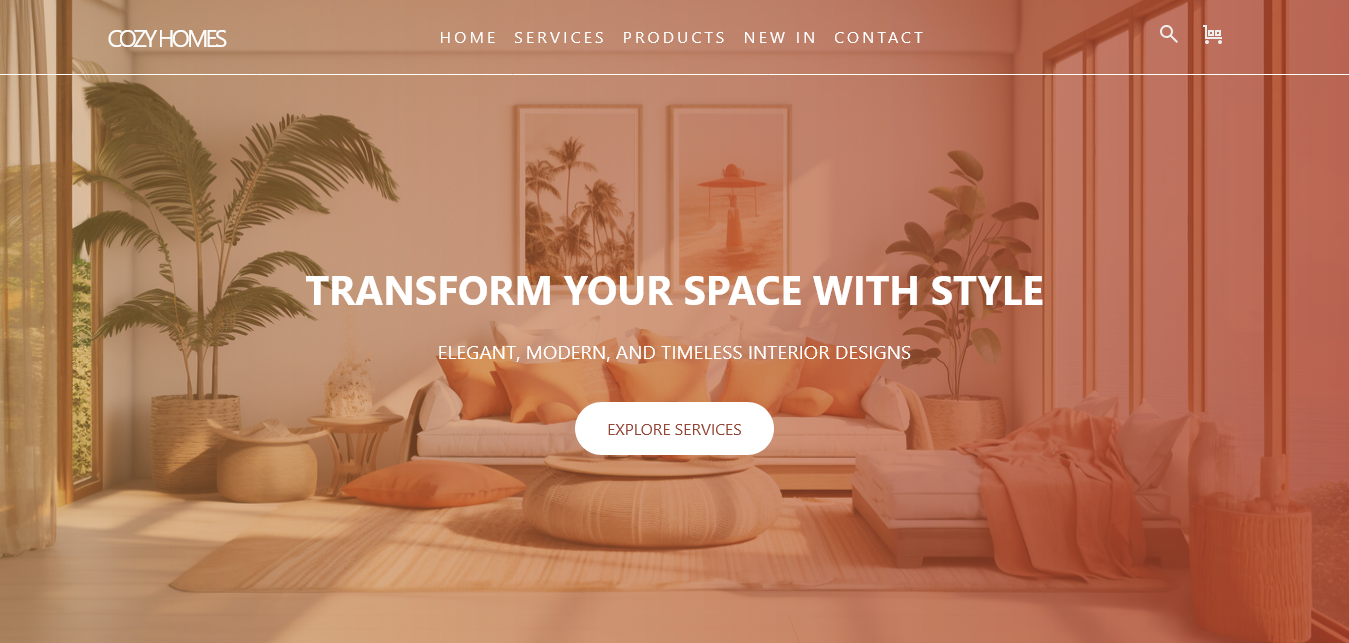 COZY HOMES
HOME SERVICES PRODUCTS NEW IN CONTACT
TRANSFORM YOUR SPACE WITH STYLE
ELEGANT, MODERN, AND TIMELESS INTERIOR DESIGNS
EXPLORE SERVICES